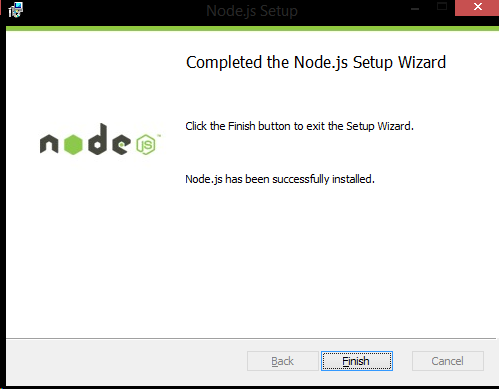 Node.js Setup
Completed the Node.js Setup Wizard
Click the Finish button to exit the Setup Wizard.
node
JS
™
Node.js has been successfully installed.
Back
Finish
Cancel